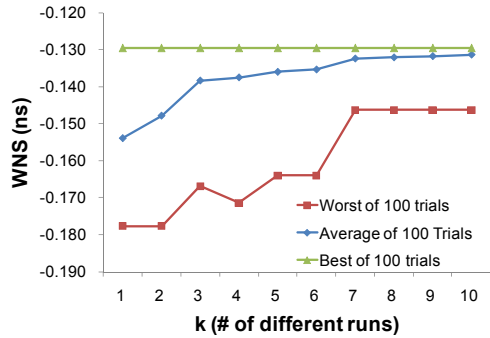 -0.120
-0.130
-0.140
-0.150
-0.160
-0.170
-0.180
-0.190
WNS (ns)
Worst of 100 trials
Average of 100 Trials
Best of 100 trials
1 2 3 4 5 6 7 8 9 10
k (# of different runs)